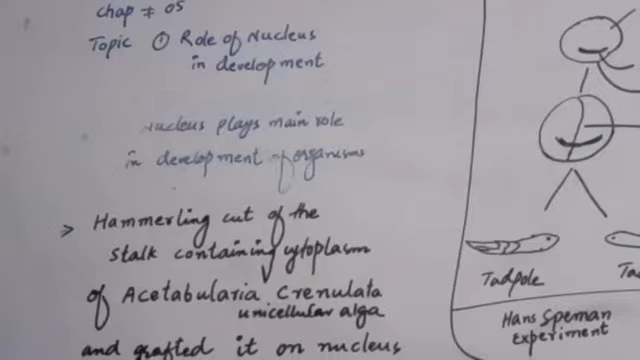 chap # 05
Topic ① Role of Nucleus
in development
Nucleus plays main role
in development of organisms
> Hammerling cut of the
stalk containing cytoplasm
of Acetabularia Crenulata
unicellular alga
and grafted it on nucleus
Tadpole
Ta
Hans Speman
Experiment